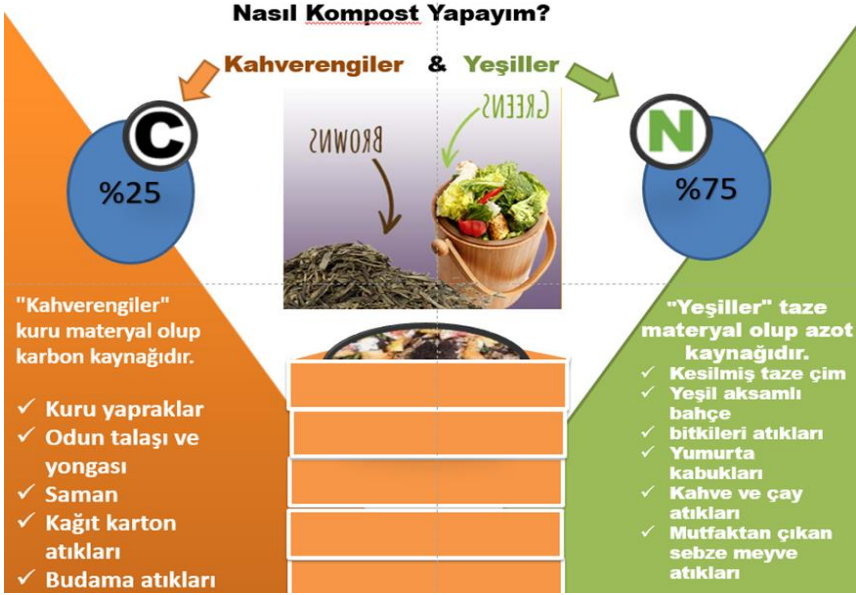 Nasıl Kompost Yapayım?
Kahverengiler & Yeşiller
C
%25
BROWNS
GREENS
N
%75
"Kahverengiler"
kuru materyal olup
karbon kaynağıdır.
✓ Kuru yapraklar
✓ Odun talaşı ve
yongası
✓ Saman
✓ Kağıt karton
atıkları
✓ Budama atıkları
"Yeşiller" taze
materyal olup azot
kaynağıdır.
✓ Kesilmiş taze çim
✓ Yeşil aksamlı
bahçe
✓ bitkileri atıkları
✓ Yumurta
kabukları
✓ Kahve ve çay
atıkları
✓ Mutfaktan çıkan
sebze meyve
atıkları